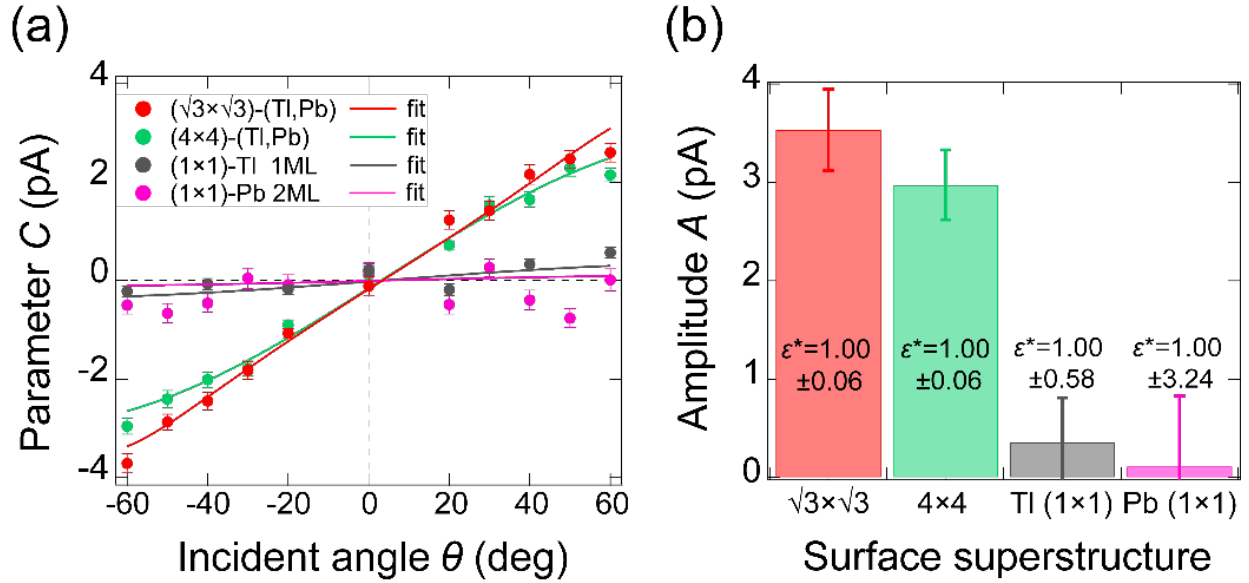 (a)
4
2
0
-2
-4
Parameter C (pA)
(√3×√3)-(Tl,Pb) fit
(4×4)-(Tl,Pb) fit
(1×1)-Tl 1ML fit
(1×1)-Pb 2ML fit
-60 -40 -20 0 20 40 60
Incident angle θ (deg)
(b)
4
3
2
1
0
Amplitude A (pA)
ε*=1.00 ε*=1.00 ε*=1.00 ε*=1.00
±0.06 ±0.06 ±0.58 ±3.24
√3×√3 4×4 Tl (1×1) Pb (1×1)
Surface superstructure